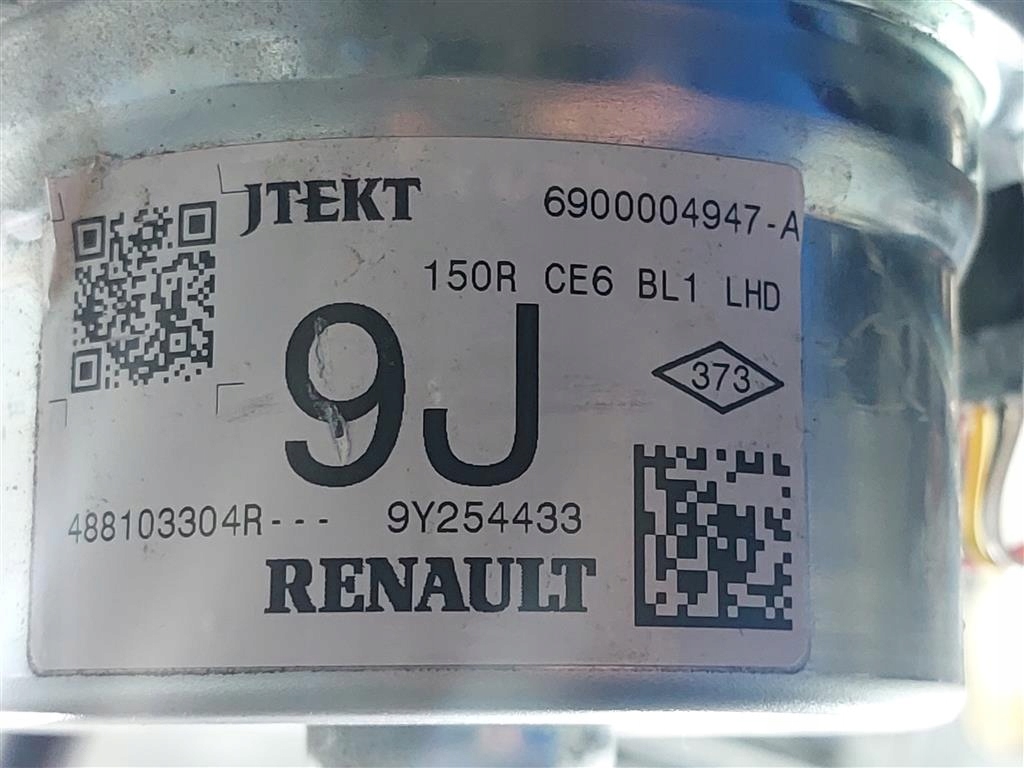 JTEKT
6900004947-A
150R CE6 BL1 LHD
9J
373
488103304R--- 9Y254433
RENAULT